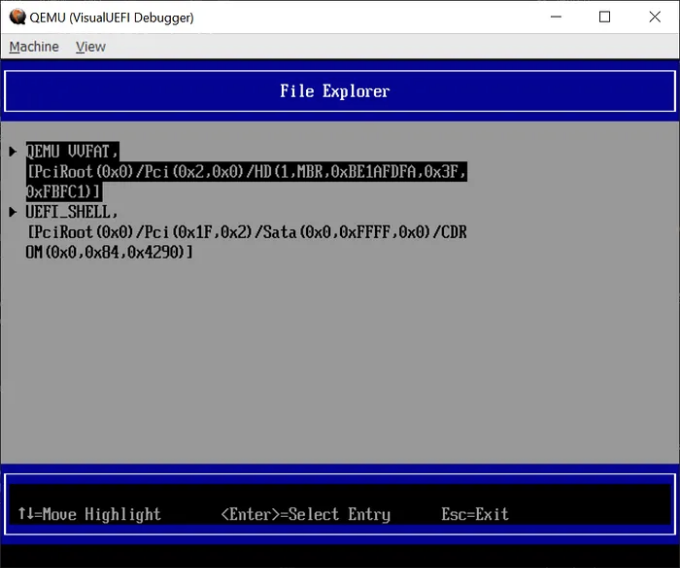 QEMU (VisualUEFI Debugger)
Machine View
File Explorer
QEMU VVFAT,
[PciRoot(0x0)/Pci(0x2,0x0)/HD(1,MBR,0xBE1AFDFA,0x3F,
0xFBFC1)]
UEFI_SHELL,
[PciRoot(0x0)/Pci(0x1F,0x2)/Sata(0x0,0xFFFF,0x0)/CDR
OM(0x0,0x84,0x4290)]
↑↓=Move Highlight <Enter>=Select Entry Esc=Exit